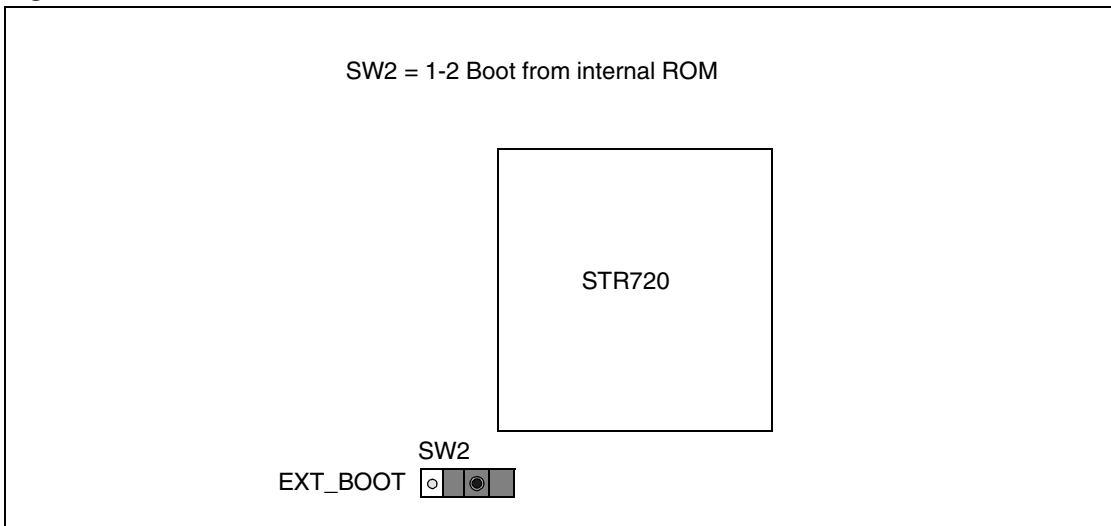 SW2 = 1-2 Boot from internal ROM
STR720
SW2
EXT_BOOT